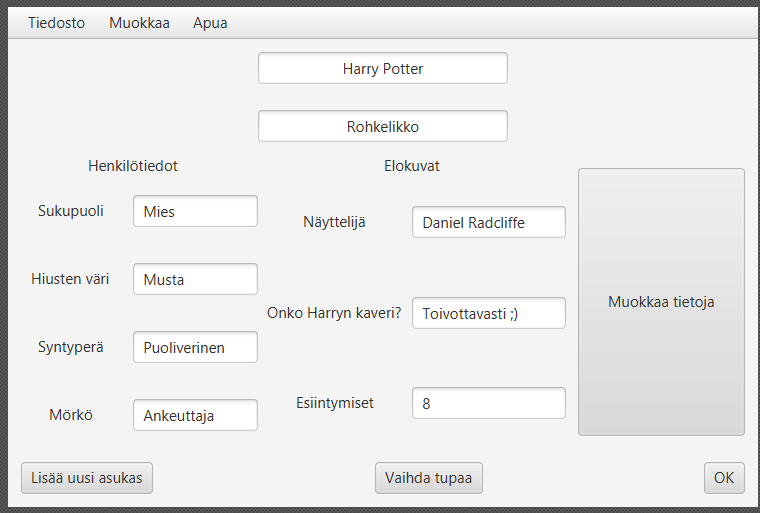 Tiedosto Muokkaa Apua
Harry Potter
Rohkelikko
Henkilötiedot
Sukupuoli Mies
Hiusten väri Musta
Syntyperä Puoliverinen
Mörkö Ankeuttaja
Elokuvat
Näyttelijä Daniel Radcliffe
Onko Harryn kaveri? Toivottavasti ;)
Esiintymiset 8
Muokkaa tietoja
Lisää uusi asukas Vaihda tupaa OK